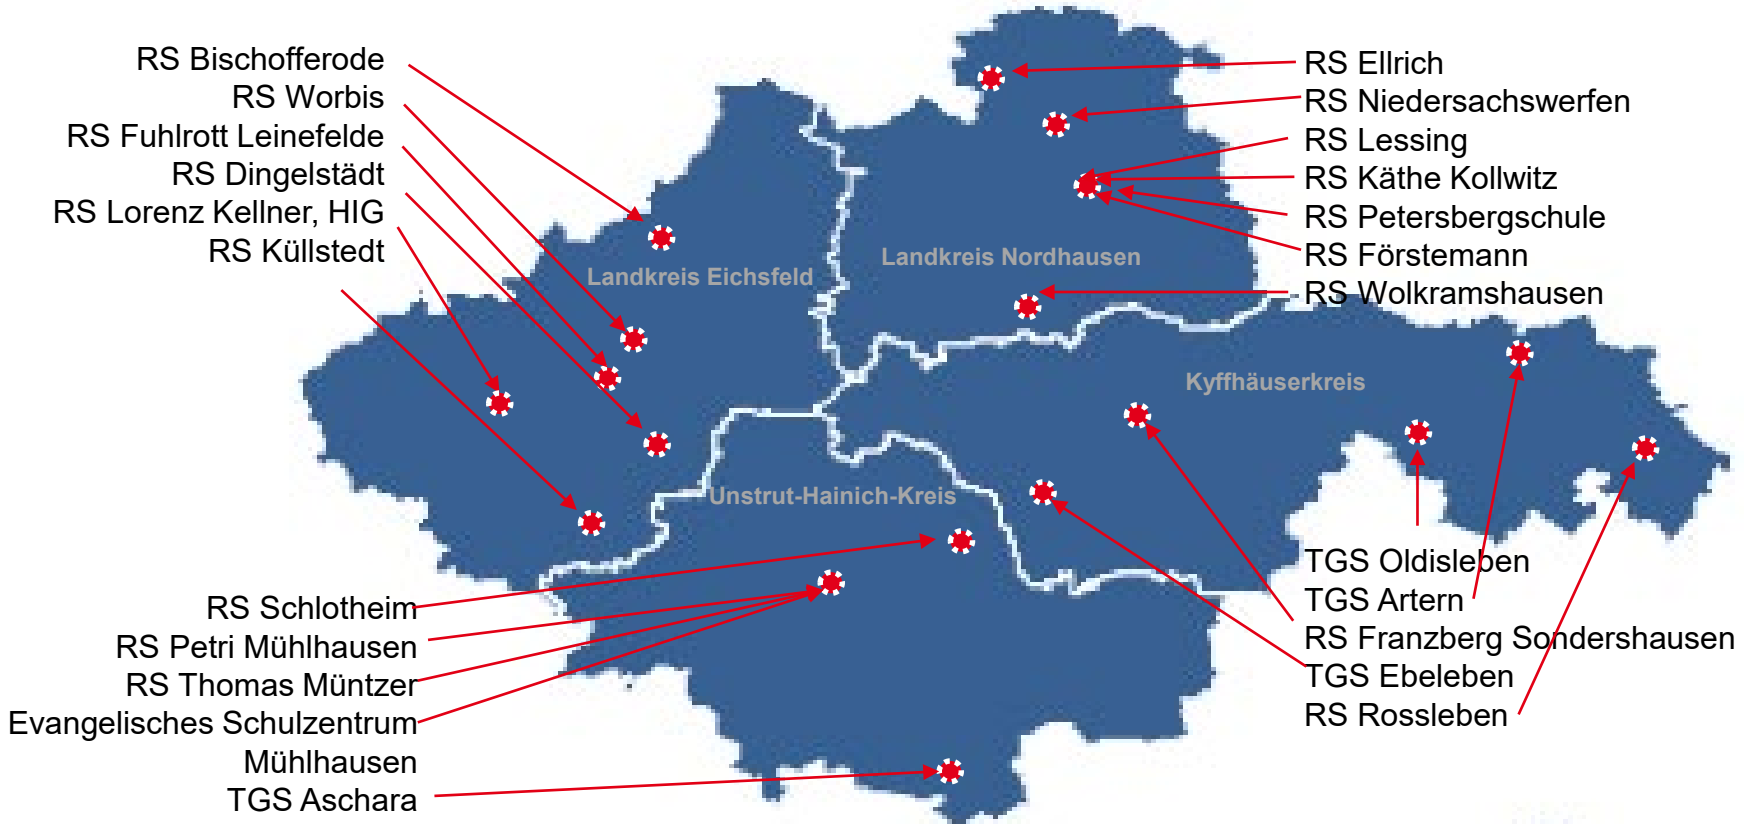 RS Bischofferode
RS Worbis
RS Fuhlrott Leinefelde
RS Dingelstädt
RS Lorenz Kellner, HIG
RS Küllstedt
RS Ellrich
RS Niedersachswerfen
RS Lessing
RS Käthe Kollwitz
RS Petersbergschule
RS Förstemann
RS Wolkramshausen
Landkreis Eichsfeld
Landkreis Nordhausen
Kyffhäuserkreis
Unstrut-Hainich-Kreis
RS Schlotheim
RS Petri Mühlhausen
RS Thomas Müntzer
Evangelisches Schulzentrum
Mühlhausen
TGS Aschara
TGS Oldisleben
TGS Artern
RS Franzberg Sondershausen
TGS Ebeleben
RS Rossleben